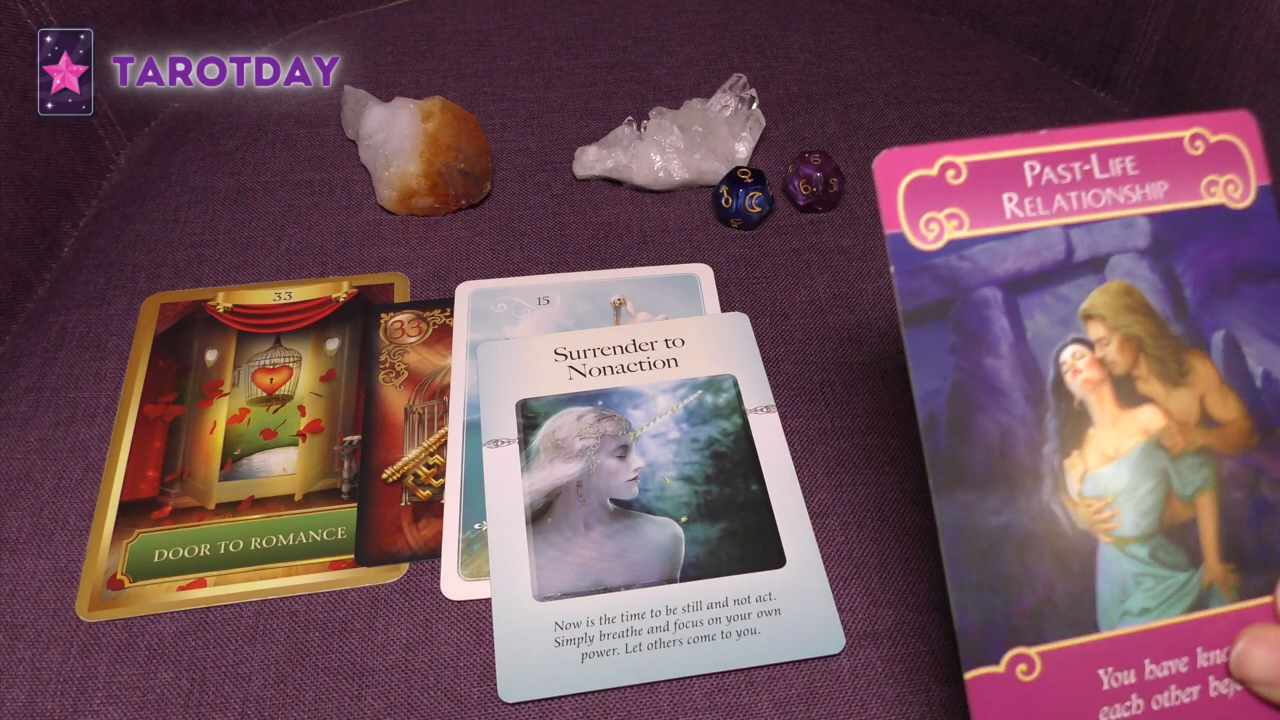 TAROTDAY
PAST-LIFE
RELATIONSHIP
33
DOOR TO ROMANCE
33
15
Surrender to
Nonaction
Now is the time to be still and not act.
Simply breathe and focus on your own
power. Let others come to you.
You have
each other
9
6